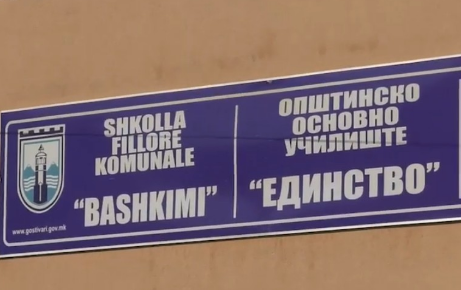 SHKOLLA
FILLORE
KOMUNALE
"BASHKIMI"
www.gostivari.gov.mk
ОПШТИНСКО
ОСНОВНО
УЧИЛИШТЕ
"ЕДИНСТВО"